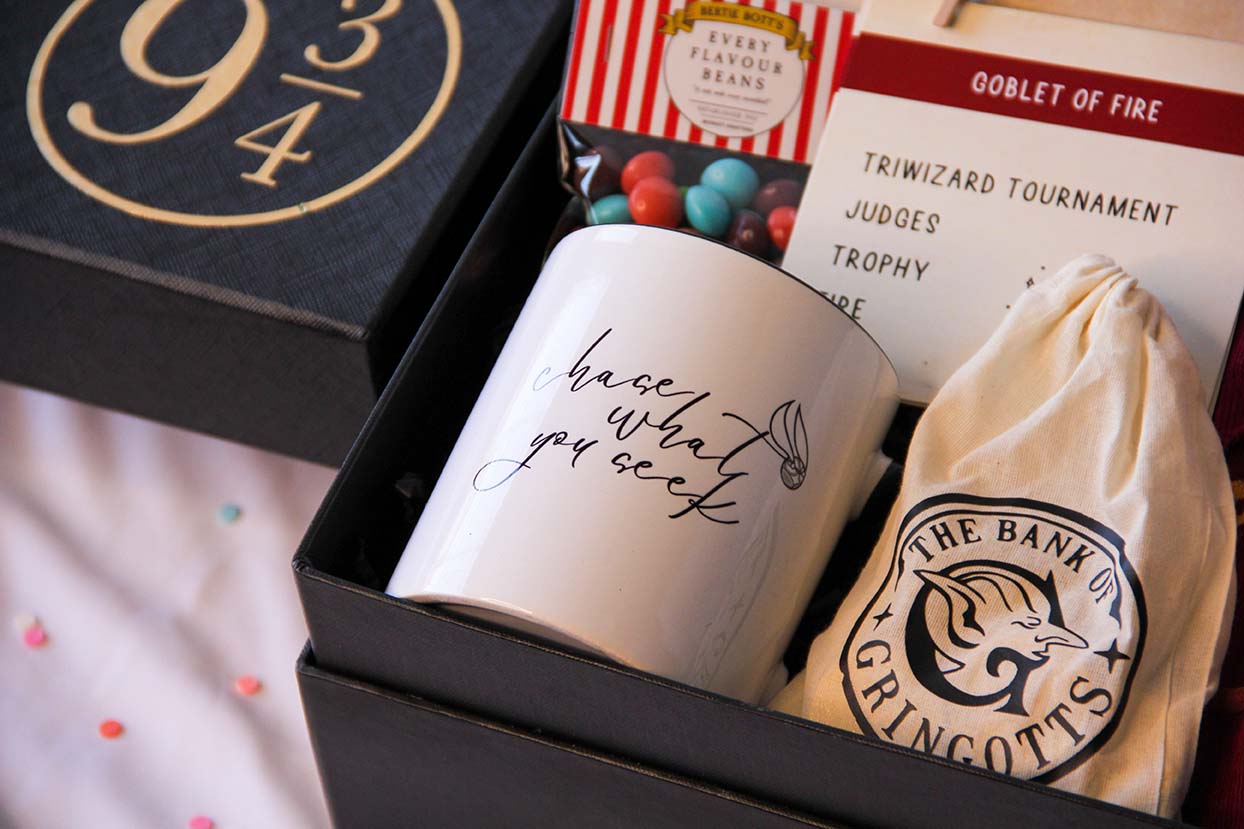 9 3/4
BERTIE BOTT'S
EVERY
FLAVOUR
BEANS
GOBLET OF FIRE
TRIWIZARD TOURNAMENT
JUDGES
TROPHY
chase
what
you seek
THE BANK OF
GRINGOTTS